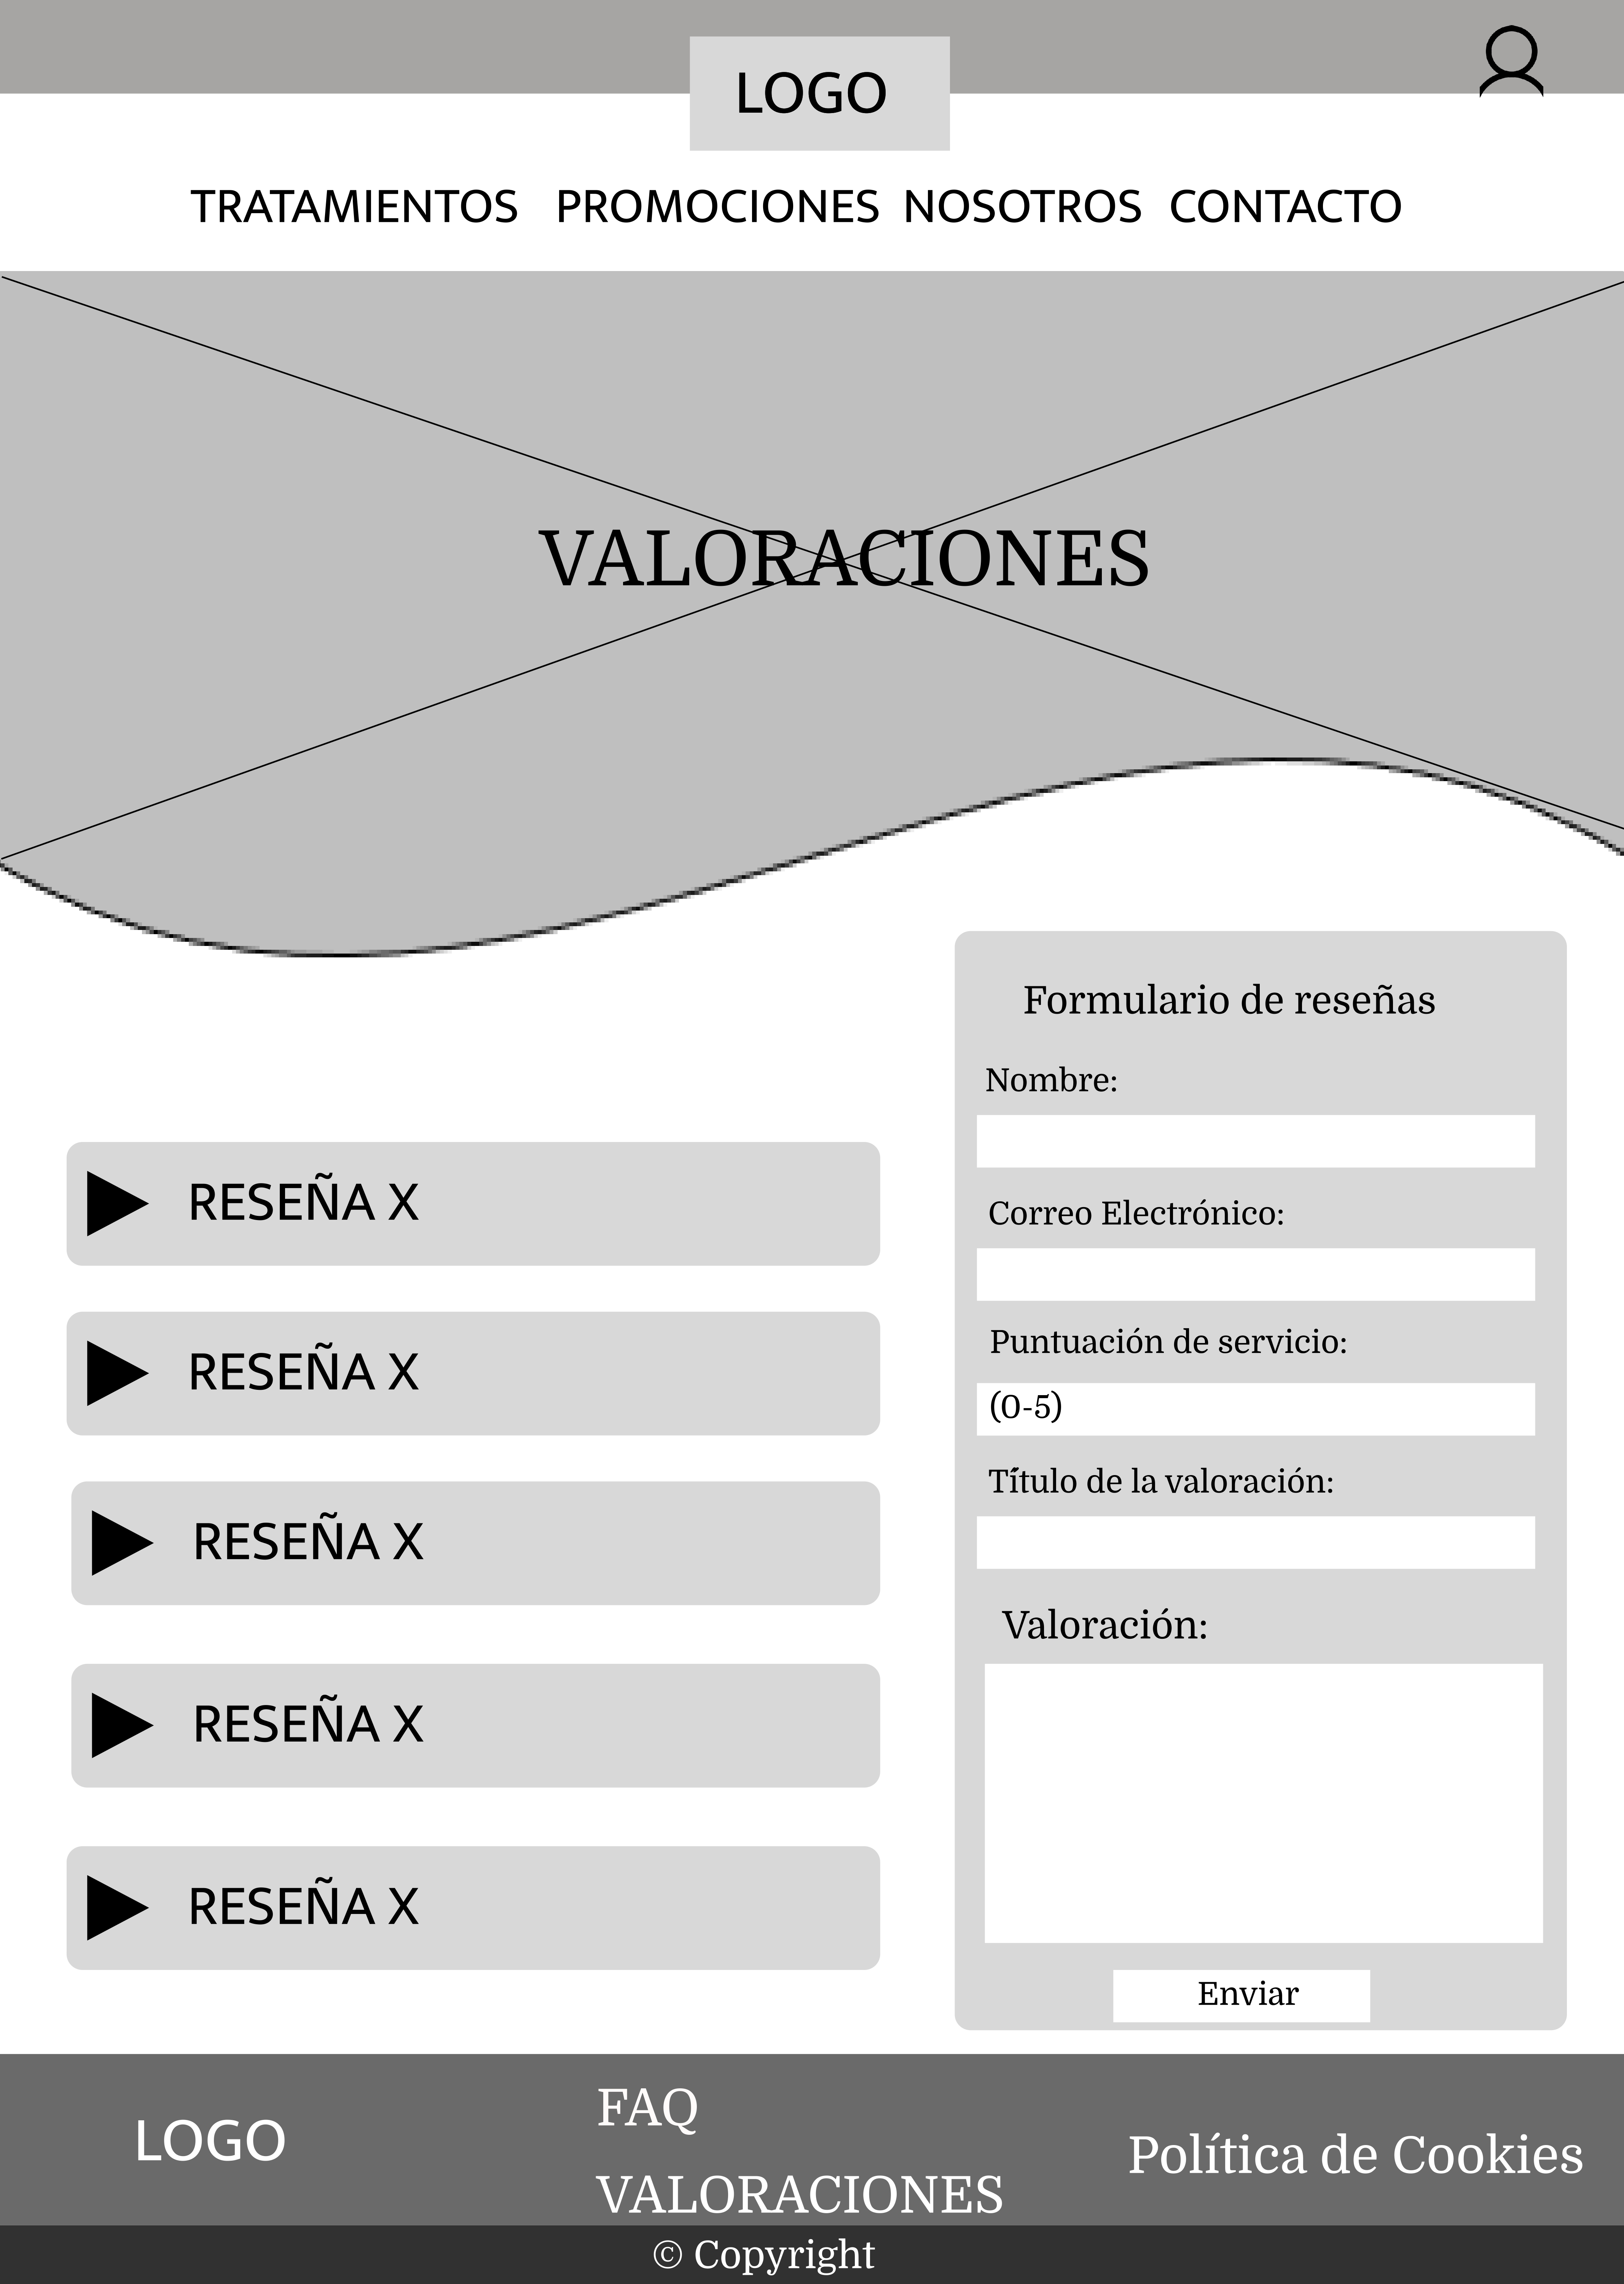 LOGO
TRATAMIENTOS PROMOCIONES NOSOTROS CONTACTO
VALORACIONES
RESEÑA X
RESEÑA X
RESEÑA X
RESEÑA X
RESEÑA X
Formulario de reseñas
Nombre:
Correo Electrónico:
Puntuación de servicio:
(0-5)
Título de la valoración:
Valoración:
Enviar
LOGO
FAQ
VALORACIONES
Política de Cookies
© Copyright